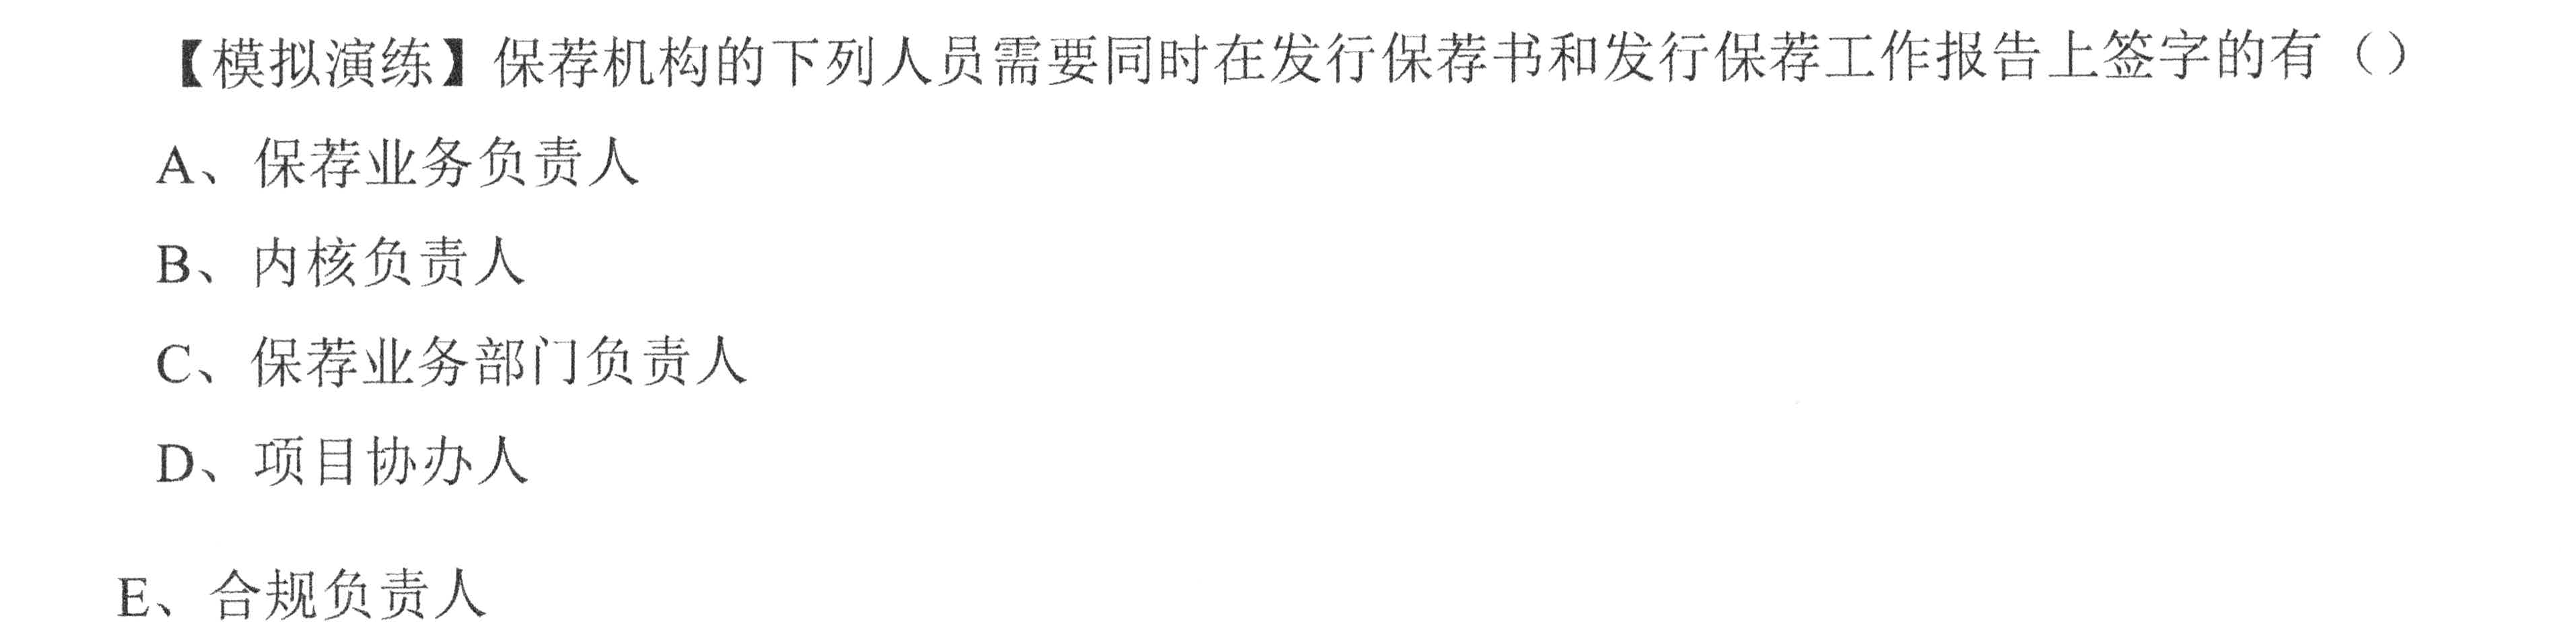 【模拟演练】保荐机构的下列人员需要同时在发行保荐书和发行保荐工作报告上签字的有（）
A、保荐业务负责人
B、内核负责人
C、保荐业务部门负责人
D、项目协办人
E、合规负责人